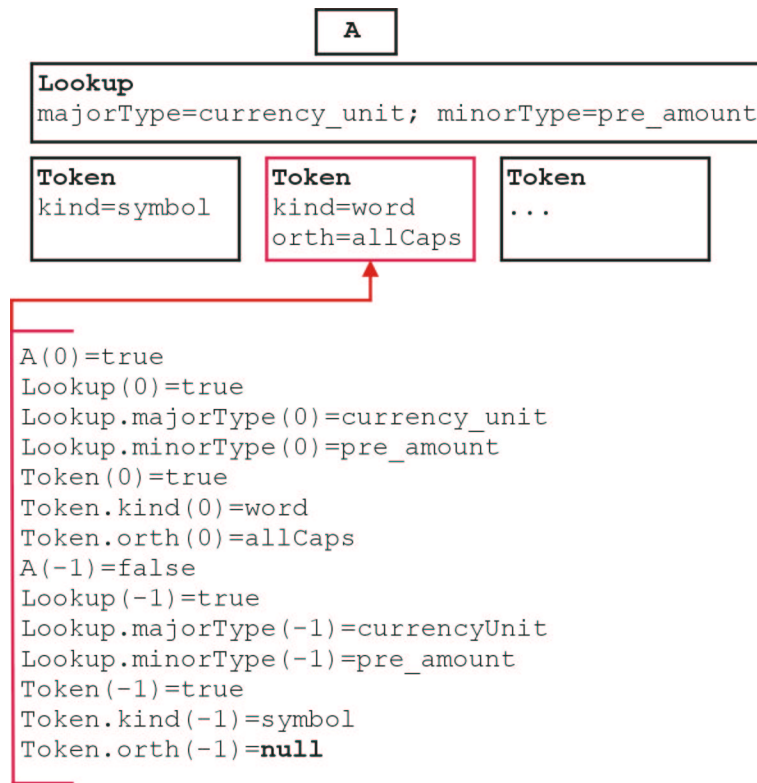 A
Lookup
majorType=currency_unit; minorType=pre_amount
Token Token Token
kind=symbol kind=word ...
orth=allCaps
A(0)=true
Lookup(0)=true
Lookup.majorType(0)=currency_unit
Lookup.minorType(0)=pre_amount
Token(0)=true
Token.kind(0)=word
Token.orth(0)=allCaps
A(-1)=false
Lookup(-1)=true
Lookup.majorType(-1)=currencyUnit
Lookup.minorType(-1)=pre_amount
Token(-1)=true
Token.kind(-1)=symbol
Token.orth(-1)=null